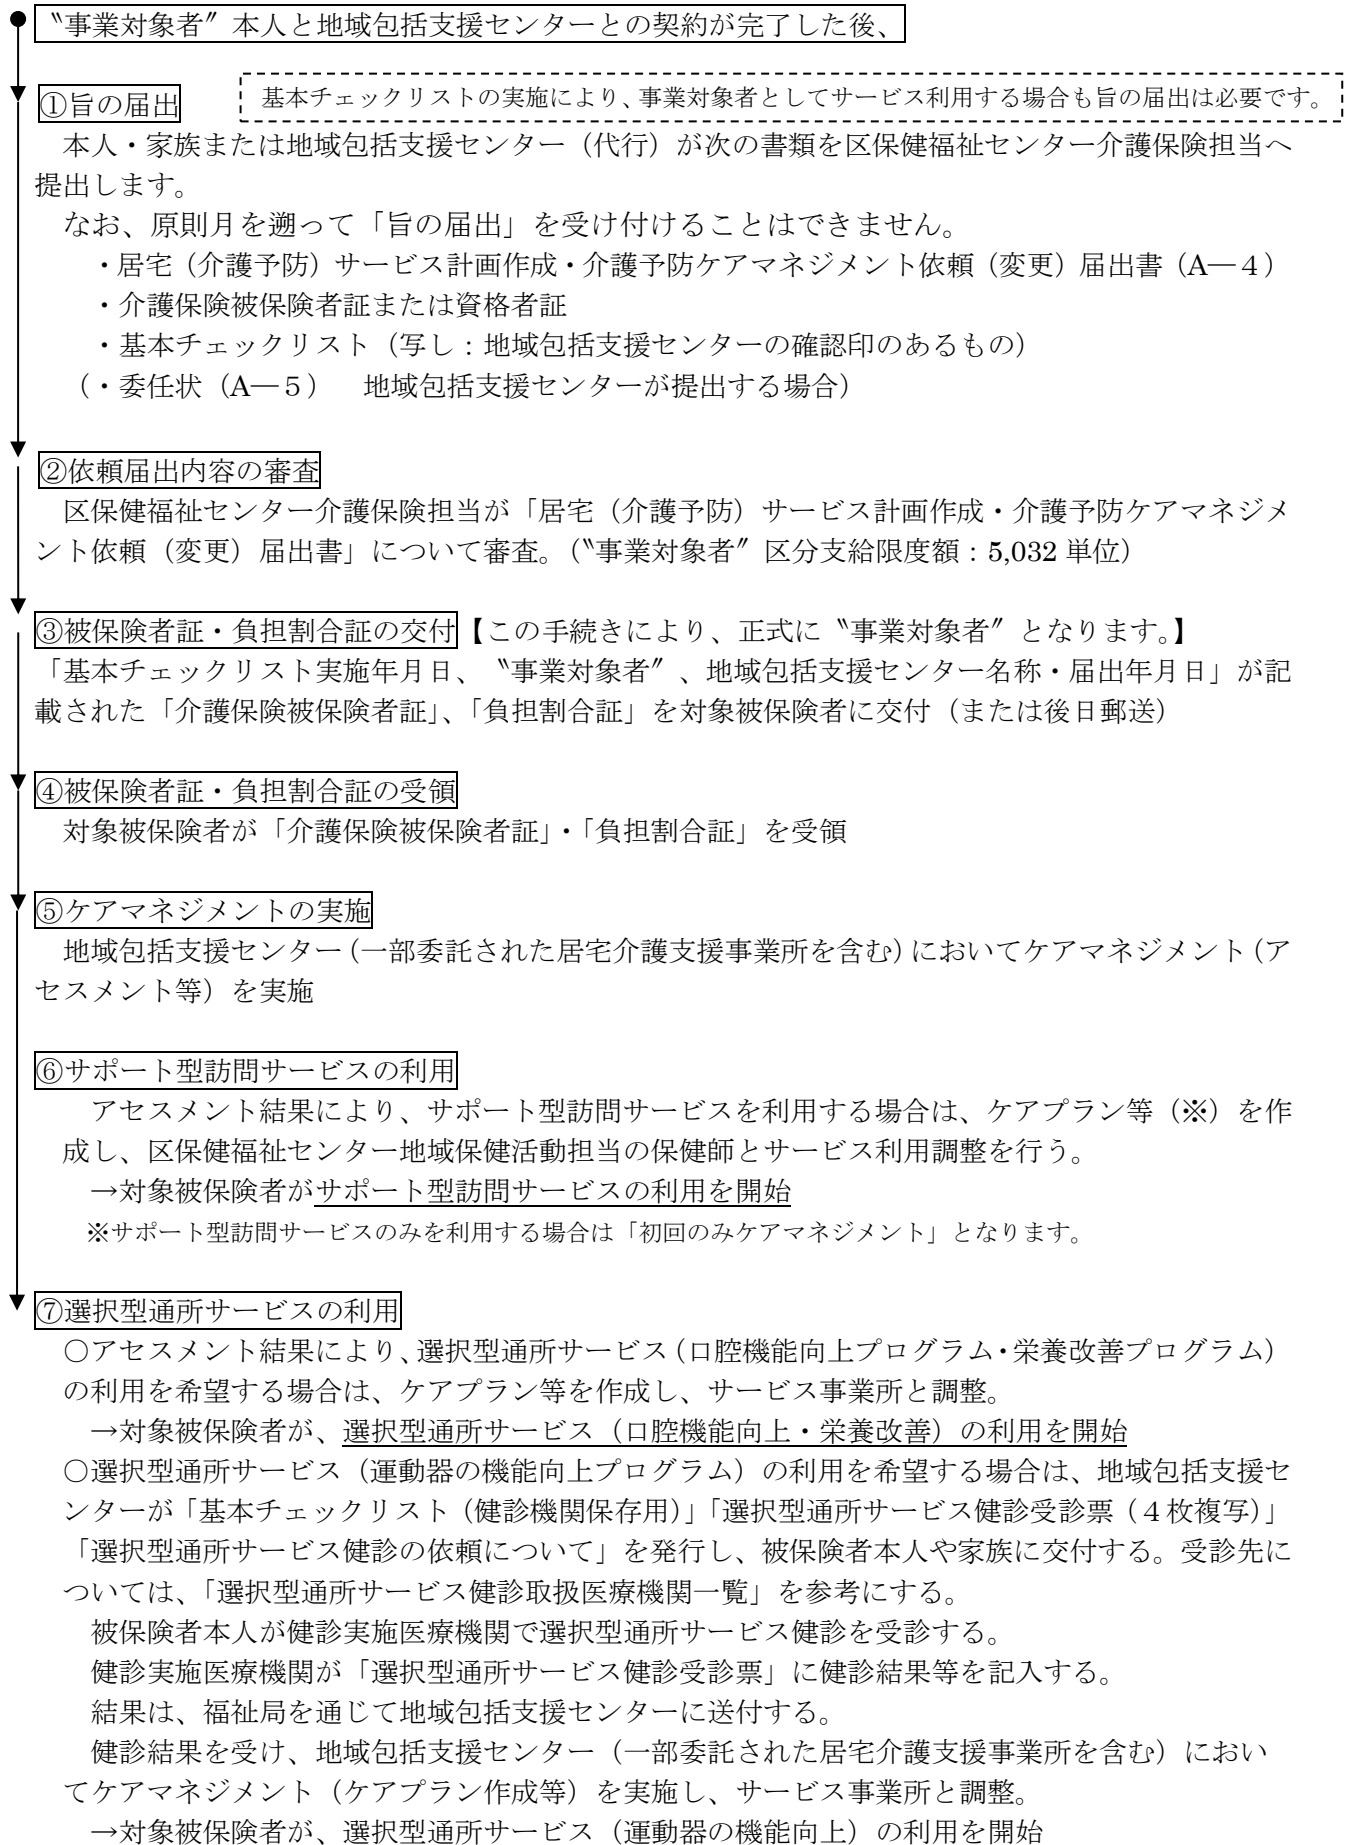 〝事業対象者〞本人と地域包括支援センターとの契約が完了した後、
①旨の届出
基本チェックリストの実施により、事業対象者としてサービス利用する場合も旨の届出は必要です。
本人・家族または地域包括支援センター（代行）が次の書類を区保健福祉センター介護保険担当へ
提出します。
なお、原則月を遡って「旨の届出」を受け付けることはできません。
・居宅（介護予防）サービス計画作成・介護予防ケアマネジメント依頼（変更）届出書（A―４）
・介護保険被保険者証または資格者証
・基本チェックリスト（写し：地域包括支援センターの確認印のあるもの）
（・委任状（A―５）　地域包括支援センターが提出する場合）
②依頼届出内容の審査
区保健福祉センター介護保険担当が「居宅（介護予防）サービス計画作成・介護予防ケアマネジメ
ント依頼（変更）届出書」について審査。（〝事業対象者〞区分支給限度額：5,032 単位）
③被保険者証・負担割合証の交付【この手続きにより、正式に〝事業対象者〞となります。】
「基本チェックリスト実施年月日、〝事業対象者〞、地域包括支援センター名称・届出年月日」が記
載された「介護保険被保険者証」、「負担割合証」を対象被保険者に交付（または後日郵送）
④被保険者証・負担割合証の受領
対象被保険者が「介護保険被保険者証」・「負担割合証」を受領
⑤ケアマネジメントの実施
地域包括支援センター（一部委託された居宅介護支援事業所を含む）においてケアマネジメント（ア
セスメント等）を実施
⑥サポート型訪問サービスの利用
アセスメント結果により、サポート型訪問サービスを利用する場合は、ケアプラン等（※）を作
成し、区保健福祉センター地域保健活動担当の保健師とサービス利用調整を行う。
→対象被保険者がサポート型訪問サービスの利用を開始
※サポート型訪問サービスのみを利用する場合は「初回のみケアマネジメント」となります。
⑦選択型通所サービスの利用
○アセスメント結果により、選択型通所サービス（口腔機能向上プログラム・栄養改善プログラム）
の利用を希望する場合は、ケアプラン等を作成し、サービス事業所と調整。
→対象被保険者が、選択型通所サービス（口腔機能向上・栄養改善）の利用を開始
○選択型通所サービス（運動器の機能向上プログラム）の利用を希望する場合は、地域包括支援セ
ンターが「基本チェックリスト（健診機関保存用）」「選択型通所サービス健診受診票（４枚複写）」
「選択型通所サービス健診の依頼について」を発行し、被保険者本人や家族に交付する。受診先に
ついては、「選択型通所サービス健診取扱医療機関一覧」を参考にする。
被保険者本人が健診実施医療機関で選択型通所サービス健診を受診する。
健診実施医療機関が「選択型通所サービス健診受診票」に健診結果等を記入する。
結果は、福祉局を通じて地域包括支援センターに送付する。
健診結果を受け、地域包括支援センター（一部委託された居宅介護支援事業所を含む）におい
てケアマネジメント（ケアプラン作成等）を実施し、サービス事業所と調整。
→対象被保険者が、選択型通所サービス（運動器の機能向上）の利用を開始